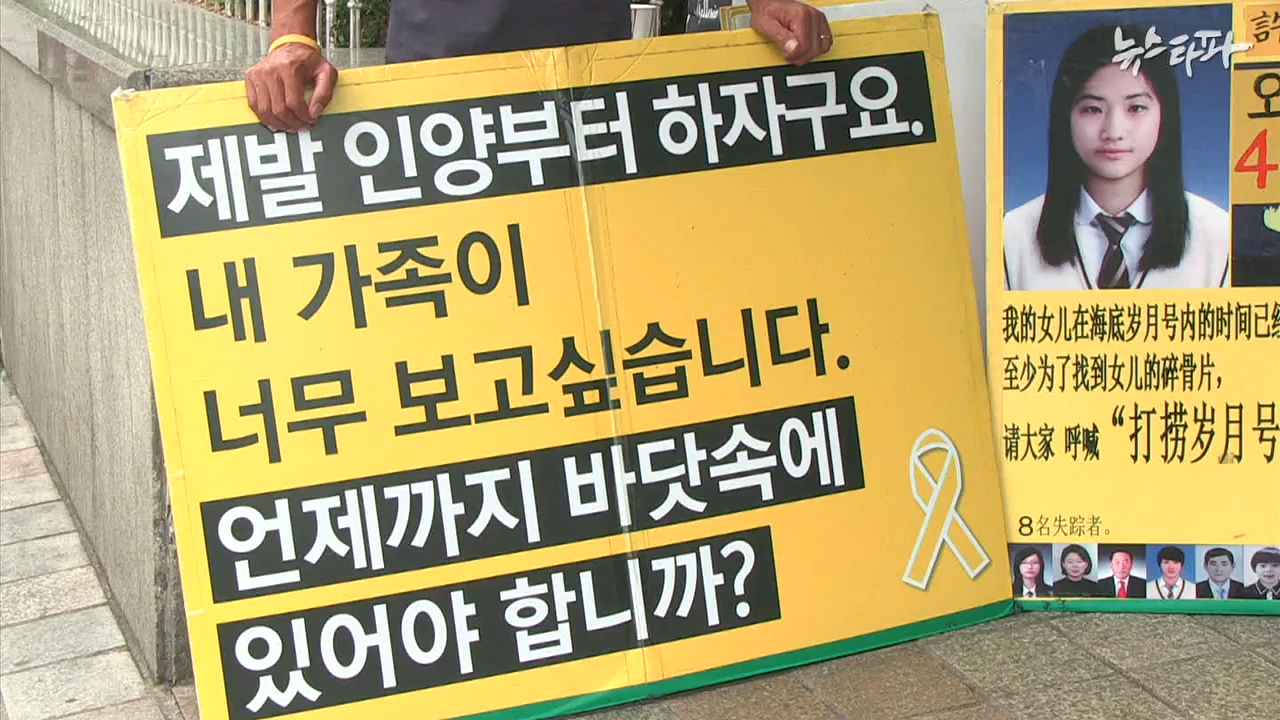 뉴스타파
제발 인양부터 하자구요.
내 가족이
너무 보고싶습니다.
언제까지 바닷속에
있어야 합니까?
4
我的女儿在海底岁月号内的时间已经
至少为了找到女儿的碎骨片,
请大家 呼喊 “打捞岁月号
8名失踪者。